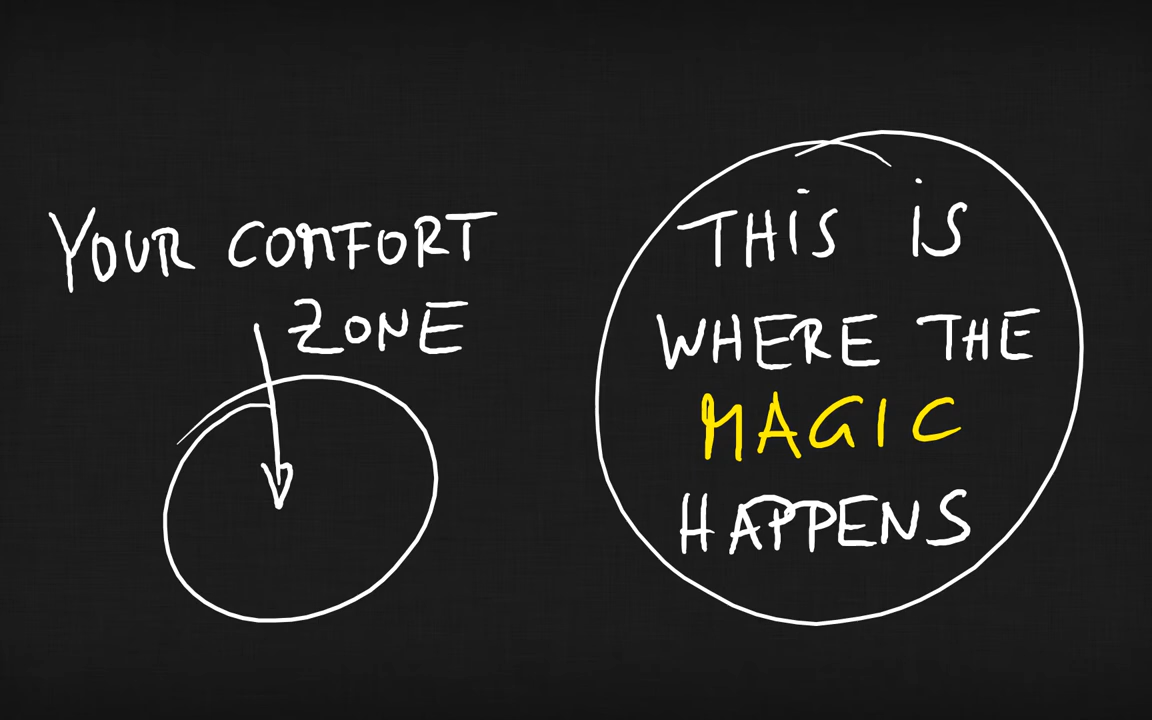 YOUR COMFORT
ZONE
THiS iS
WHERE THE
MAGIC
HAPPENS